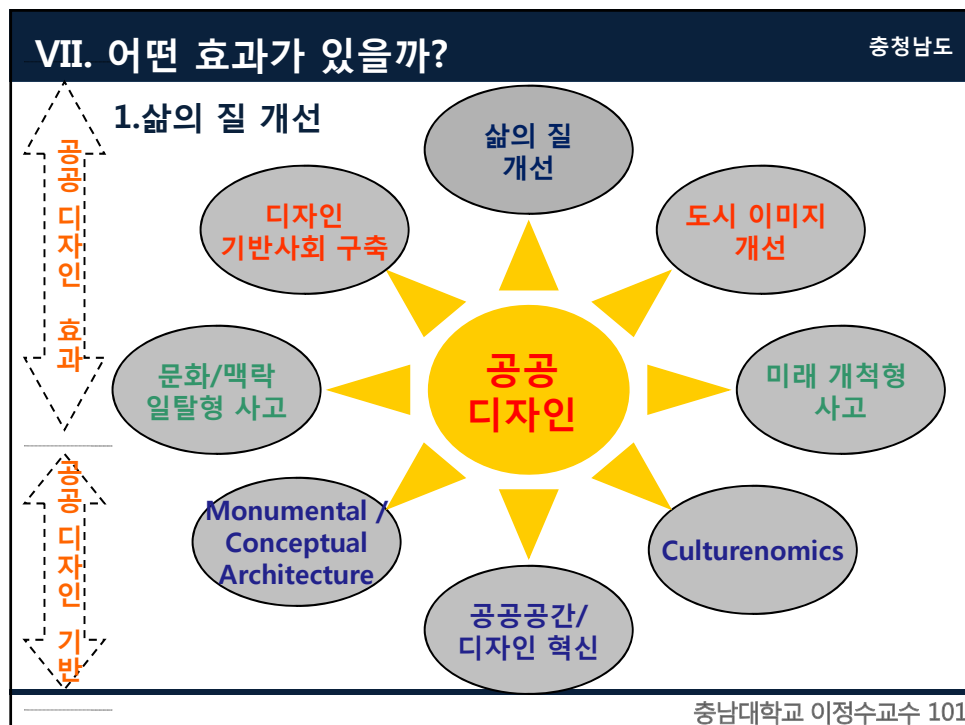 VII. 어떤 효과가 있을까?
충청남도
1.삶의 질 개선
공공 디자인 효과
삶의 질
개선
디자인
기반사회 구축
도시 이미지
개선
문화/맥락
일탈형 사고
공공
디자인
미래 개척형
사고
공공 디자인 기반
Monumental /
Conceptual
Architecture
Culturenomics
공공공간/
디자인 혁신
충남대학교 이정수교수 101